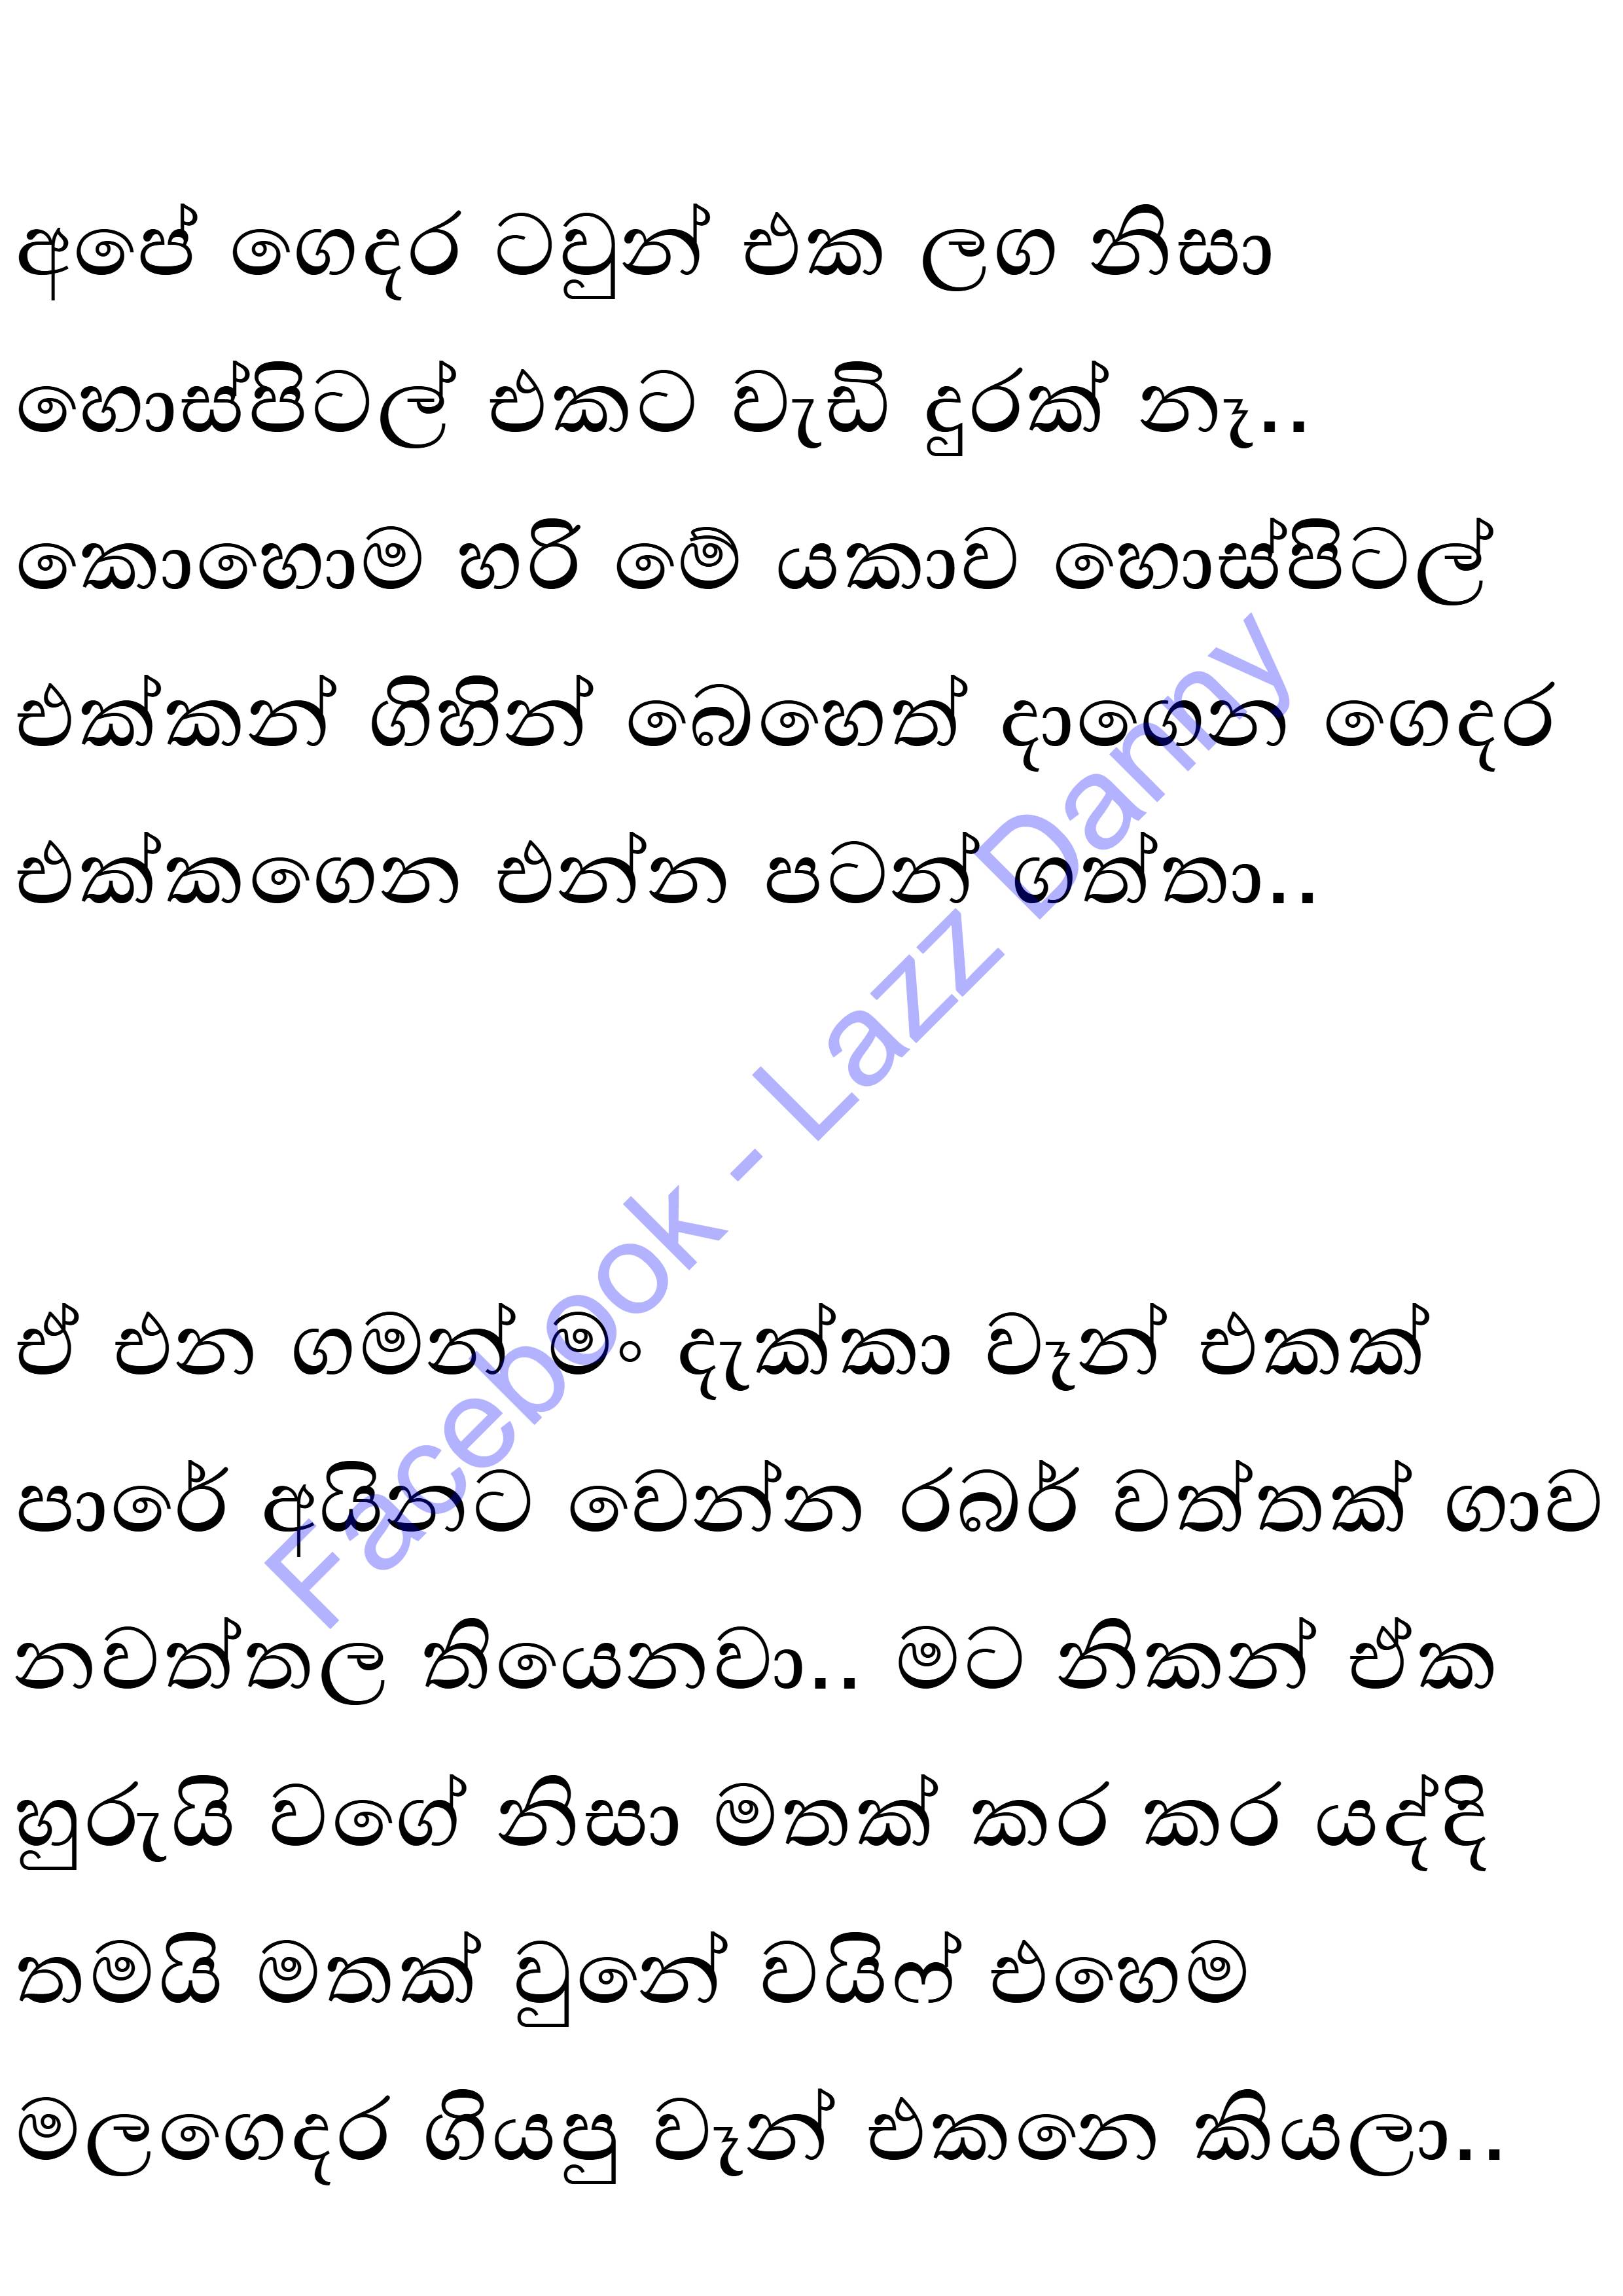 අපේ ගෙදර ටවුන් එක ලග නිසා
හොස්පිටල් එකට වැඩි දුරක් නෑ..
කොහොම හරි මේ යකාව හොස්පිටල්
එක්කන් ගිහින් බෙහෙත් දාගෙන ගෙදර
එක්කගෙන එන්න පටන් ගත්තා..
ඒ එන ගමන් මං දැක්කා වෑන් එකක්
පාරේ අයිනට වෙන්න රබර් වත්තක් ගාව
නවත්තල තියෙනවා.. මට නිකන් ඒක
හුරුයි වගේ නිසා මතක් කර කර යද්දි
තමයි මතක් වුනේ වයිෆ් එහෙම
මලගෙදර ගියපු වෑන් එකනෙ කියලා..
Facebook - Lazz Danny